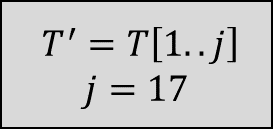 T′ = T[1..j]
j = 17